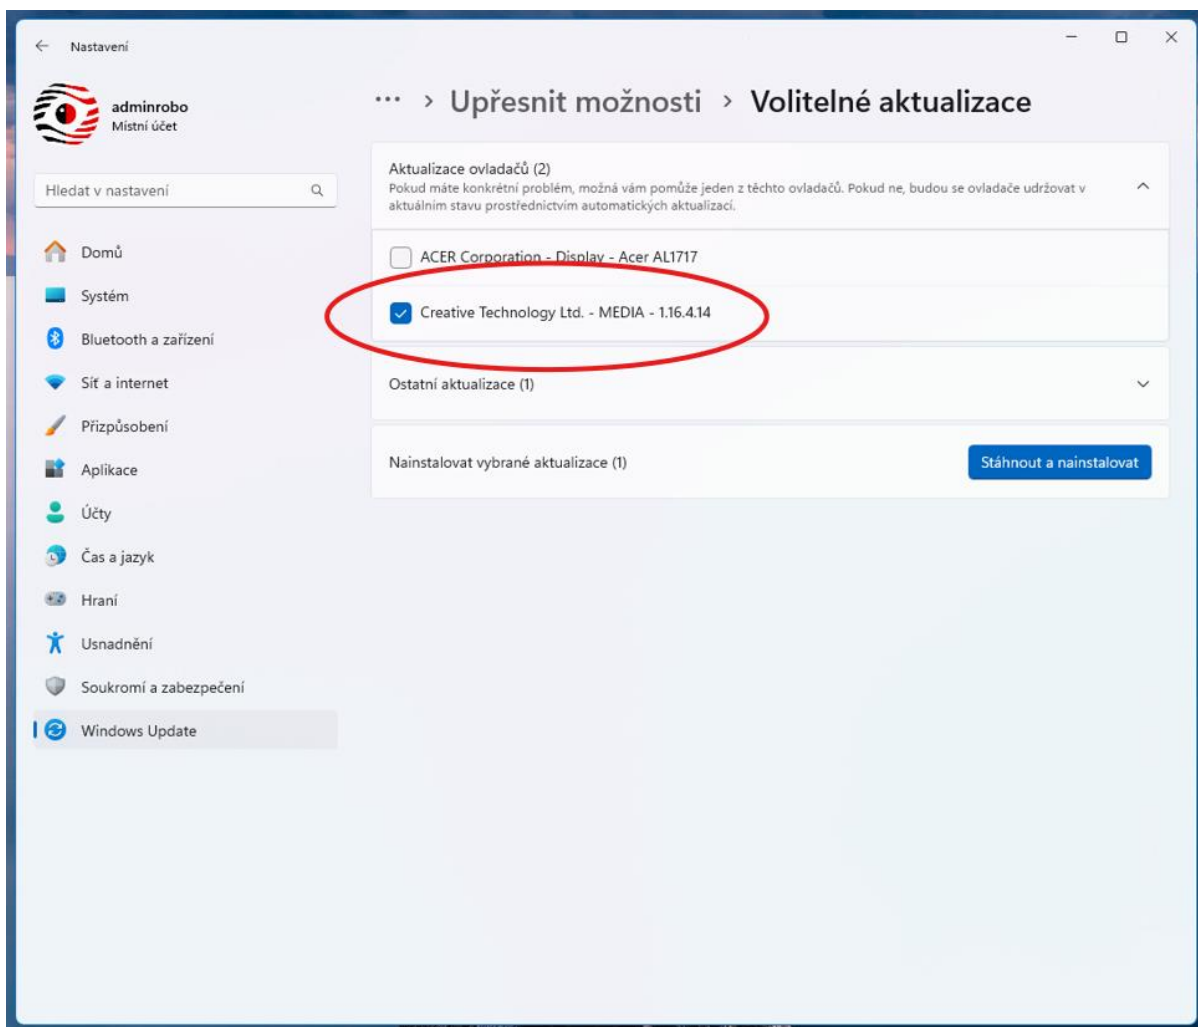 Nastavení
adminrobo
Místní účet
Hledat v nastavení
Domů
Systém
Bluetooth a zařízení
Síť a internet
Přizpůsobení
Aplikace
Účty
Čas a jazyk
Hraní
Usnadnění
Soukromí a zabezpečení
Windows Update
··· > Upřesnit možnosti > Volitelné aktualizace
Aktualizace ovladačů (2)
Pokud máte konkrétní problém, možná vám pomůže jeden z těchto ovladačů. Pokud ne, budou se ovladače udržovat v
aktuálním stavu prostřednictvím automatických aktualizací.
ACER Corporation - Display - Acer AL1717
Creative Technology Ltd. - MEDIA - 1.16.4.14
Ostatní aktualizace (1)
Nainstalovat vybrané aktualizace (1)
Stáhnout a nainstalovat